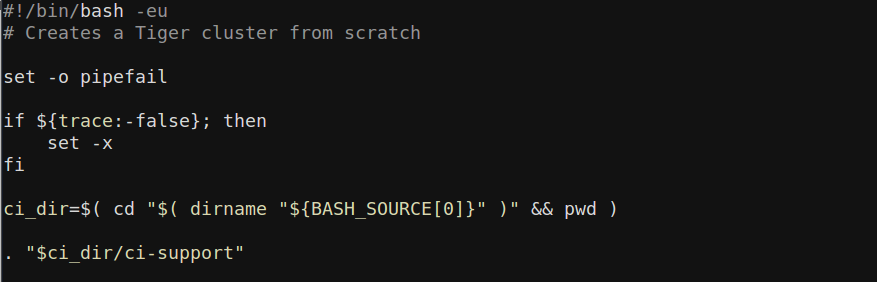 #!/bin/bash -eu
# Creates a Tiger cluster from scratch
set -o pipefail
if ${trace:-false}; then
    set -x
fi
ci_dir=$( cd "$( dirname "${BASH_SOURCE[0]}" )" && pwd )
. "$ci_dir/ci-support"